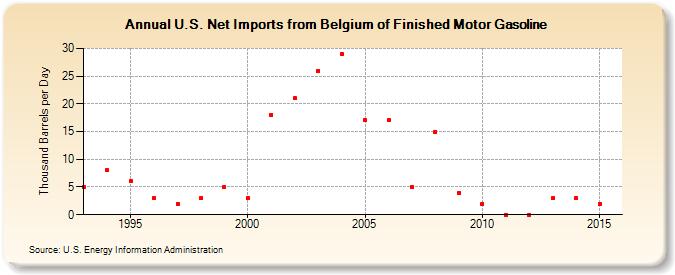 Annual U.S. Net Imports from Belgium of Finished Motor Gasoline
Thousand Barrels per Day
30
25
20
15
10
5
0
1995 2000 2005 2010 2015
Source: U.S. Energy Information Administration